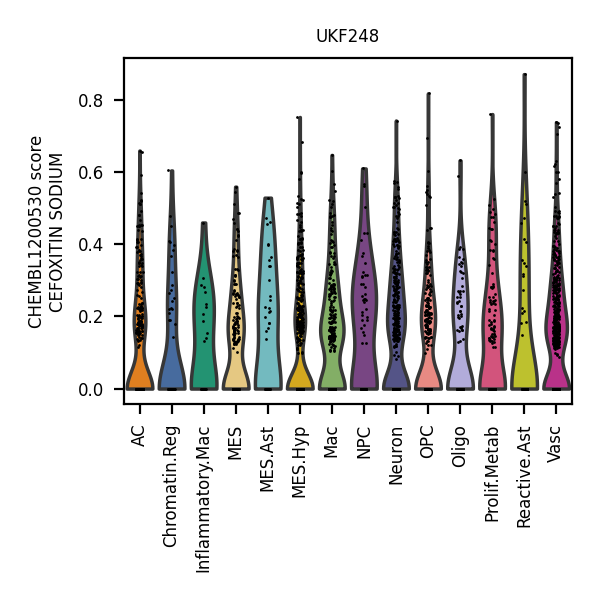 UKF248
CHEMBL1200530 score
CEFOXITIN SODIUM
0.8
0.6
0.4
0.2
0.0
AC
Chromatin.Reg
Inflammatory.Mac
MES
MES.Ast
MES.Hyp
Mac
NPC
Neuron
OPC
Oligo
Prolif.Metab
Reactive.Ast
Vasc